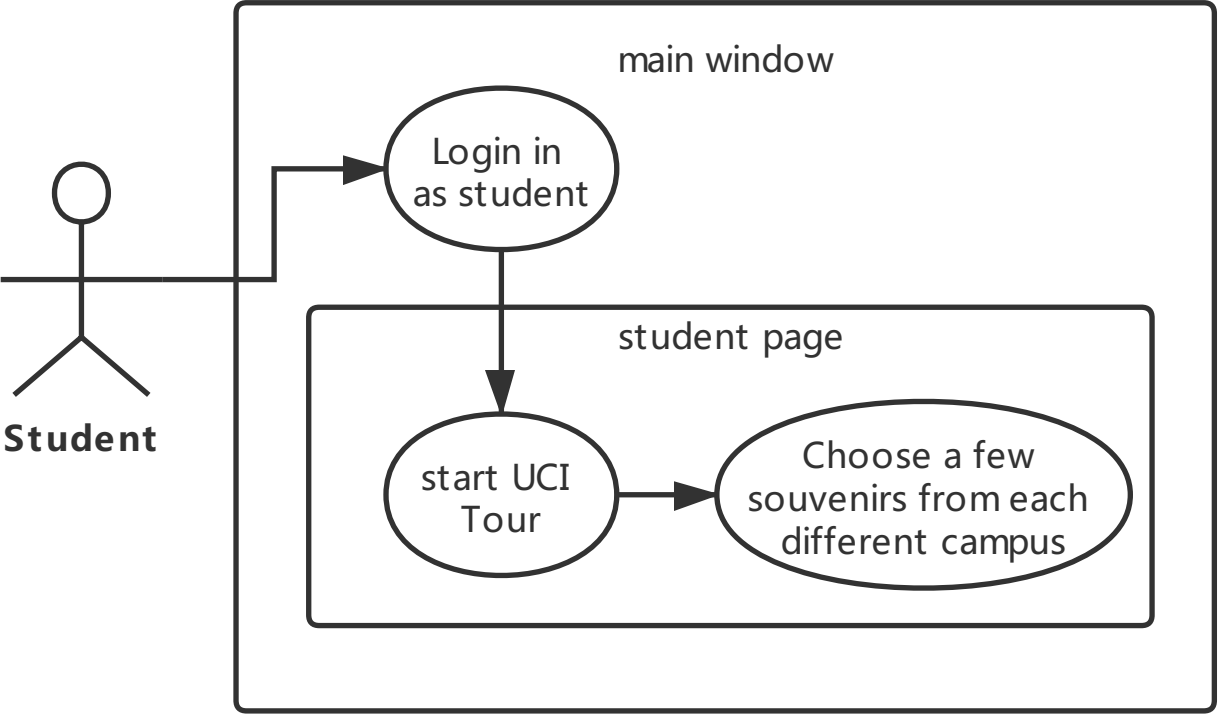 main window
Login in
as student
student page
Student
start UCI
Tour
Choose a few
souvenirs from each
different campus